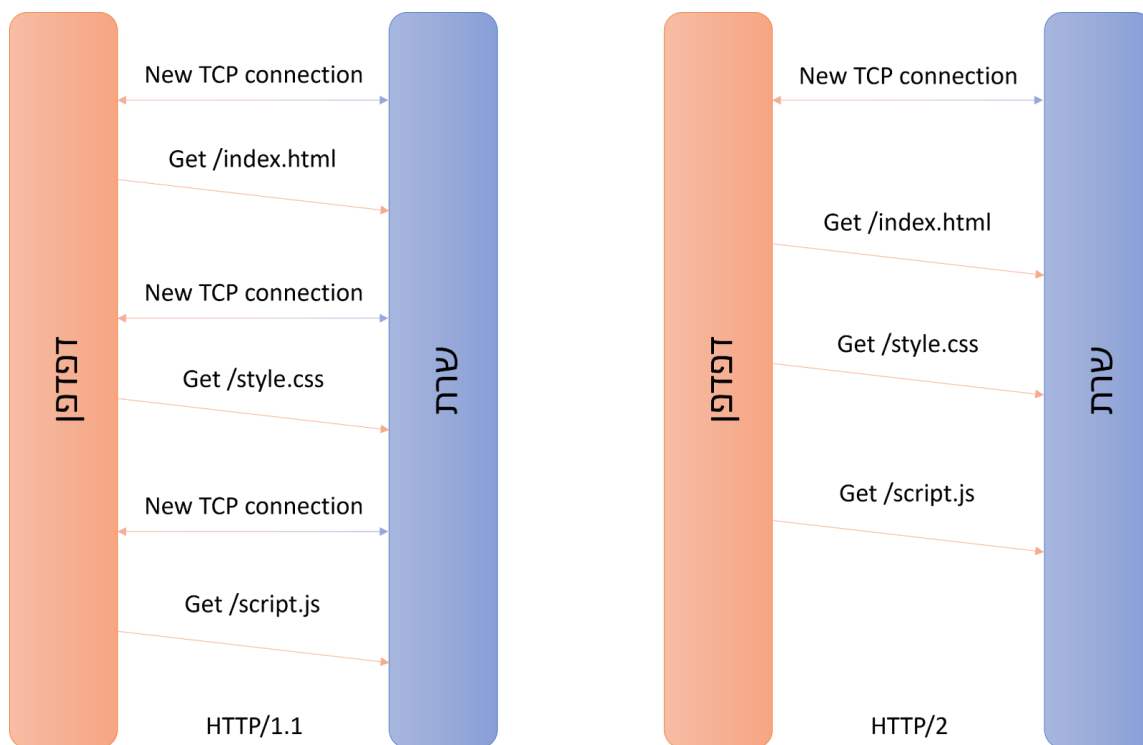 New TCP connection
Get /index.html
New TCP connection
Get /style.css
New TCP connection
Get /script.js
דפדפן
שרת
HTTP/1.1
New TCP connection
Get /index.html
Get /style.css
Get /script.js
דפדפן
שרת
HTTP/2